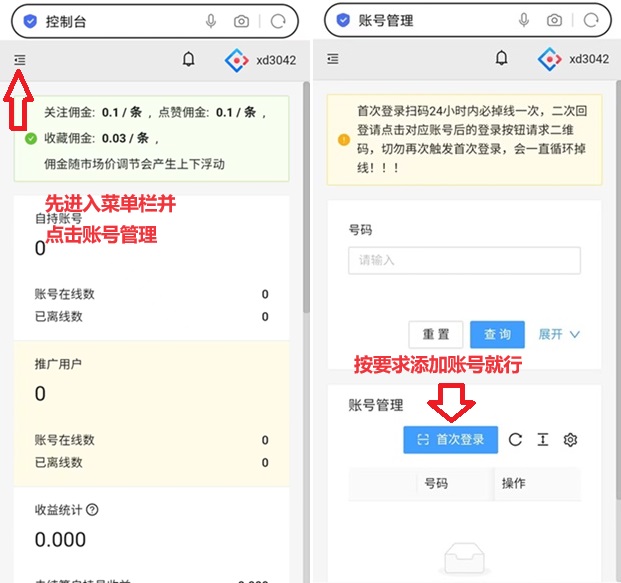 控制台
xd3042
关注佣金: 0.1 / 条 ，点赞佣金: 0.1 / 条 ，
收藏佣金: 0.03 / 条 ，
佣金随市场价调节会产生上下浮动
先进入菜单栏并
点击账号管理
自持账号
0
账号在线数 0
已离线数 0
推广用户
0
账号在线数 0
已离线数 0
收益统计
0.000
账号管理
xd3042
首次登录扫码24小时内必掉线一次，二次回
登请点击对应账号后的登录按钮请求二维
码，切勿再次触发首次登录，会一直循环掉
线！！！
号码
请输入
重置 查询 展开
按要求添加账号就行
账号管理
首次登录
号码 操作